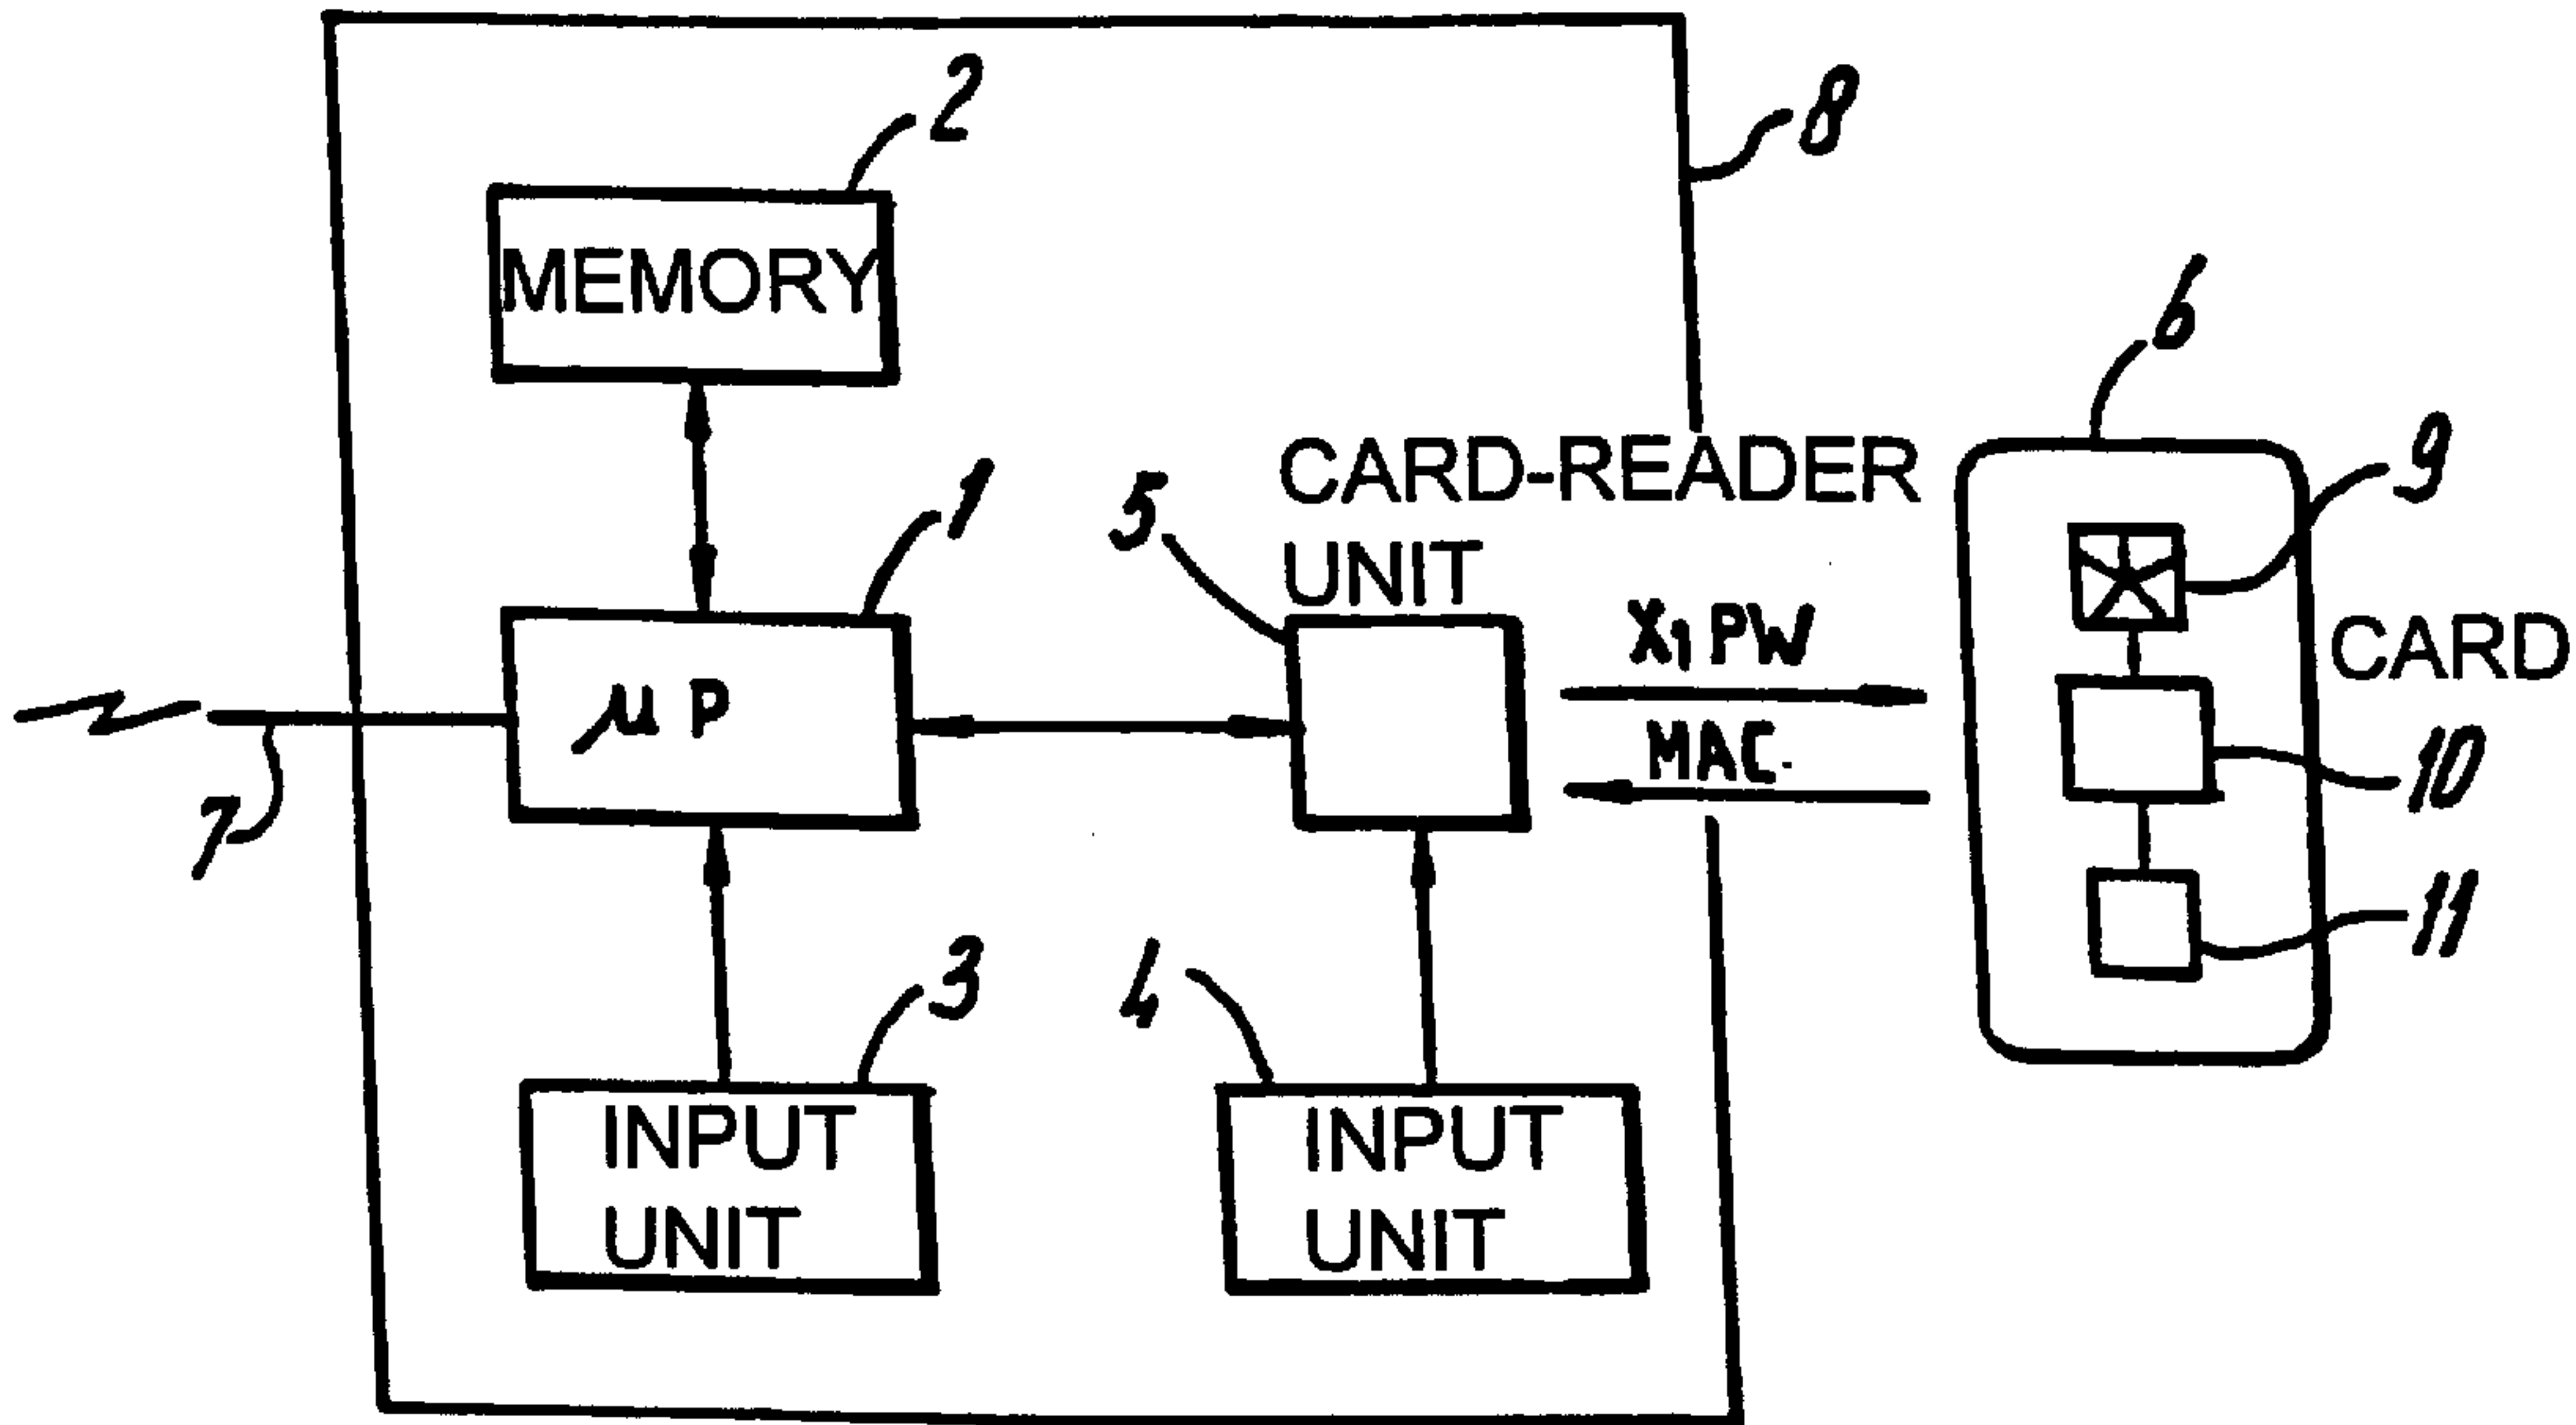 2
8
MEMORY
6
1
CARD-READER
9
5
UNIT
X₁ PW
CARD
μP
MAC.
10
7
11
3
4
INPUT
UNIT
INPUT
UNIT